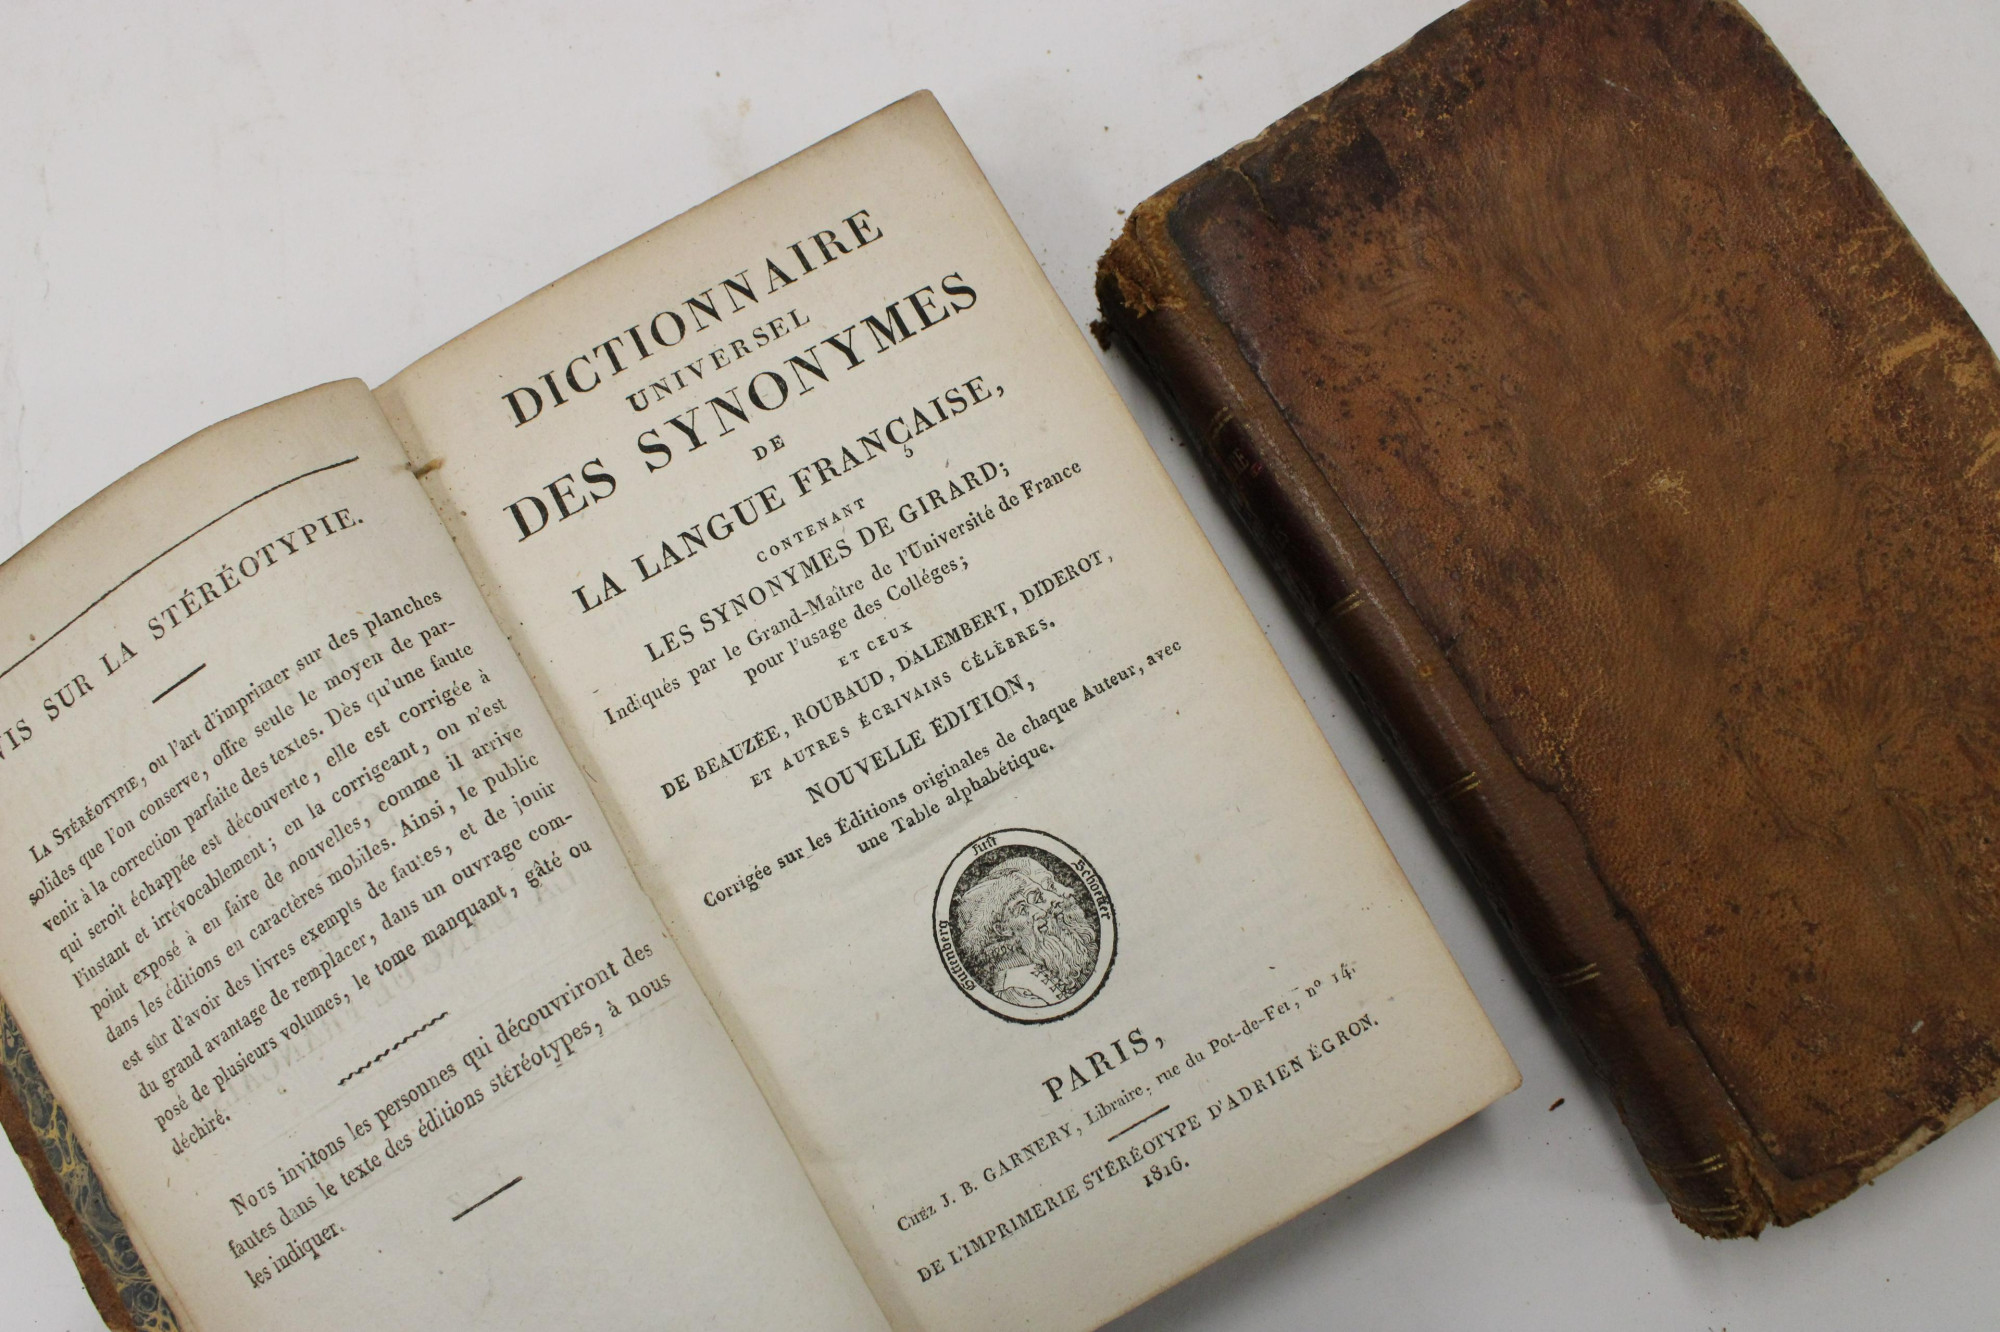 VIS SUR LA STÉRÉOTYPIE.
LA STÉRÉOTYPIE, ou l'art d'imprimer sur des planches
solides que l'on conserve, offre seule le moyen de par-
venir à la correction parfaite des textes. Dès qu'une faute
qui seroit échappée est découverte, elle est corrigée à
l'instant et irrévocablement; en la corrigeant, on n'est
point exposé à en faire de nouvelles, comme il arrive
dans les éditions en caractères mobiles. Ainsi, le public
est sûr d'avoir des livres exempts de fautes, et de jouir
du grand avantage de remplacer, dans un ouvrage com-
posé de plusieurs volumes, le tome manquant, gâté ou
déchiré.
Nous invitons les personnes qui découvriront des
fautes dans le texte des éditions stéréotypes, à nous
les indiquer.
DICTIONNAIRE
UNIVERSEL
DES SYNONYMES
DE
LA LANGUE FRANÇAISE,
CONTENANT
LES SYNONYMES DE GIRARD;
Indiqués par le Grand-Maître de l'Université de France
pour l'usage des Colléges;
ET CEUX
DE BEAUZÉE, ROUBAUD, DALEMBERT, DIDEROT,
ET AUTRES ÉCRIVAINS CÉLÈBRES.
NOUVELLE ÉDITION,
Corrigée sur les Éditions originales de chaque Auteur, avec
une Table alphabétique.
Guttenberg
fust
Schoeffer
PARIS,
CHEZ J. B. GARNERY, Libraire, rue du Pot-de-Fer, n° 14.
DE L'IMPRIMERIE STÉRÉOTYPE D'ADRIEN ÉGRON.
1816.